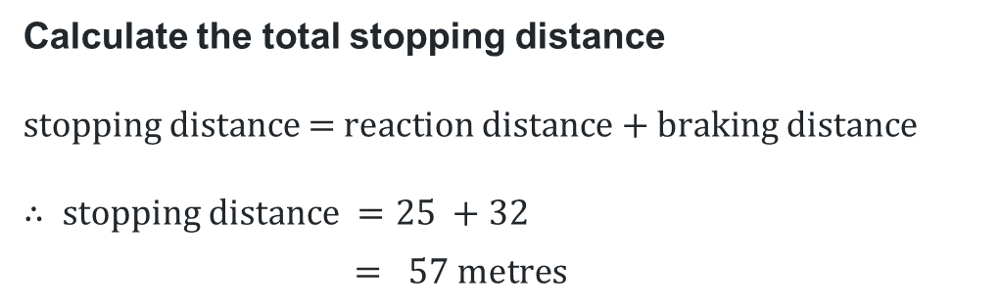 Calculate the total stopping distance
stopping distance = reaction distance + braking distance
∴ stopping distance = 25 + 32
= 57 metres